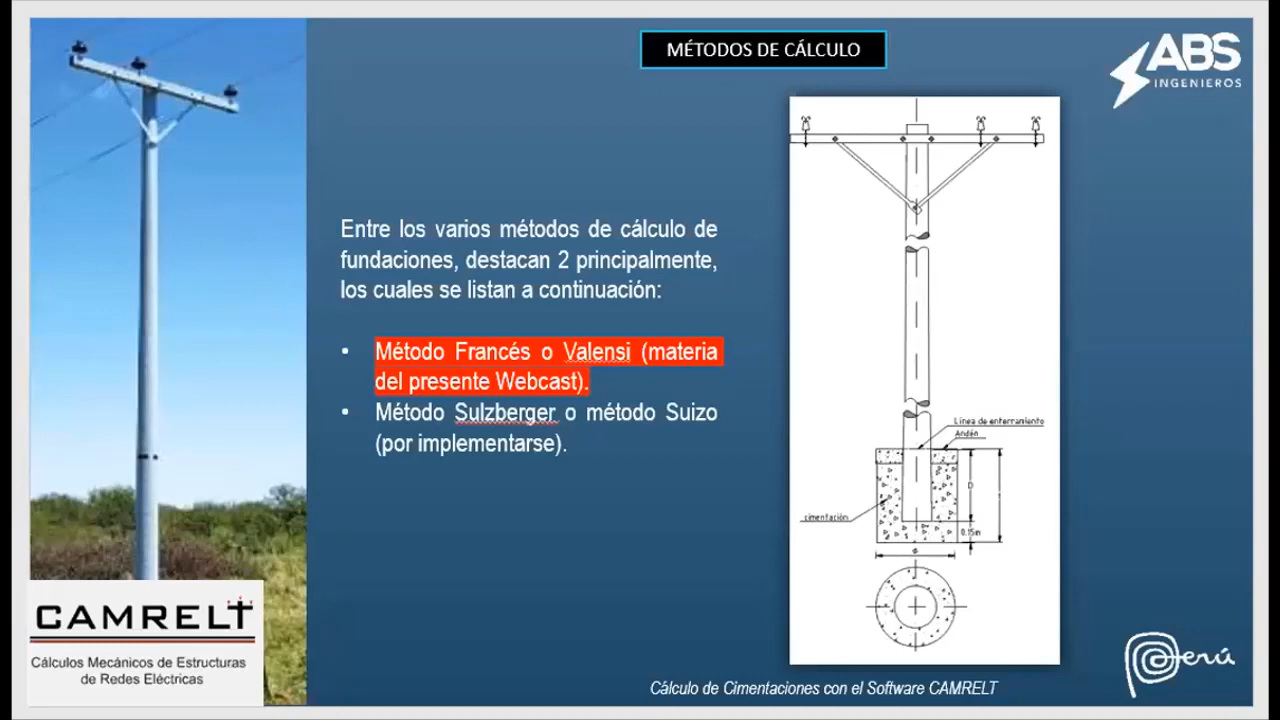 MÉTODOS DE CÁLCULO
ABS
INGENIEROS
Entre los varios métodos de cálculo de
fundaciones, destacan 2 principalmente,
los cuales se listan a continuación:
• Método Francés o Valensi (materia
del presente Webcast).
• Método Sulzberger o método Suizo
(por implementarse).
Línea de enterramiento
Andén
D
cimentación
0.15m
ø
CAMRELT
Cálculos Mecánicos de Estructuras
de Redes Eléctricas
Perú
Cálculo de Cimentaciones con el Software CAMRELT